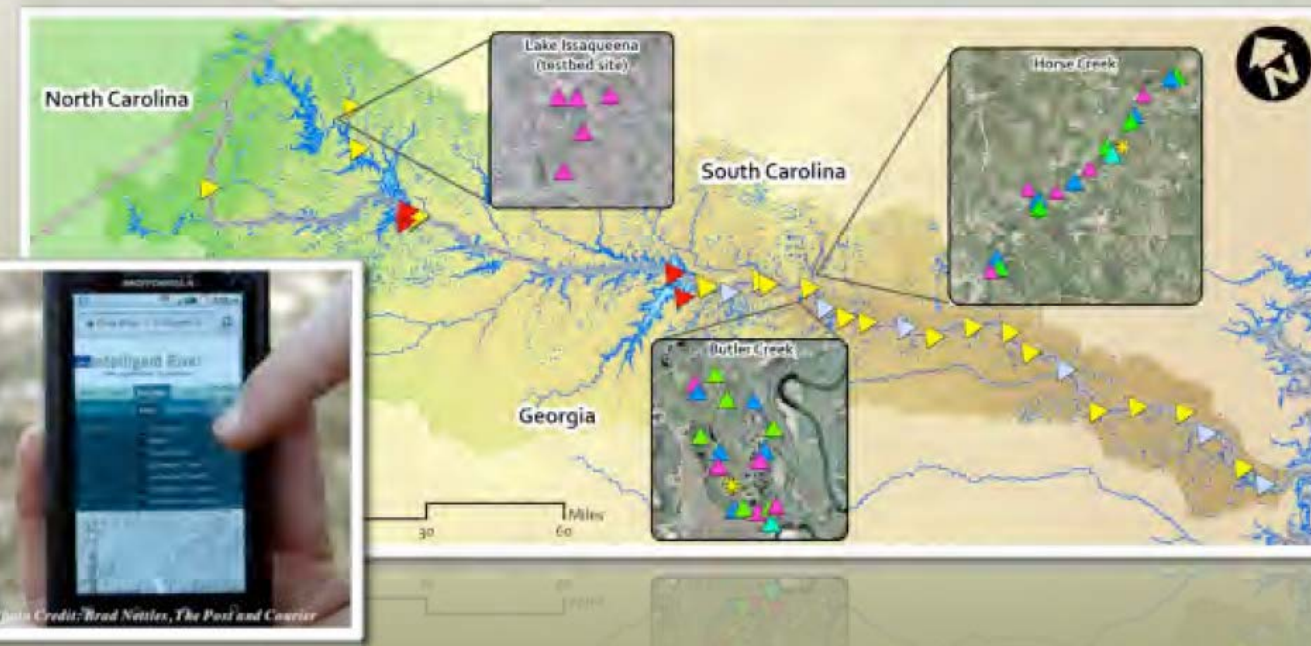 North Carolina
Lake Issaqueena
(testbed site)
South Carolina
Horse Creek
N
Butler Creek
Georgia
30
60
Miles
MOTOROLA
Intelligent River
Photo Credit: Brad Nettles, The Post and Courier